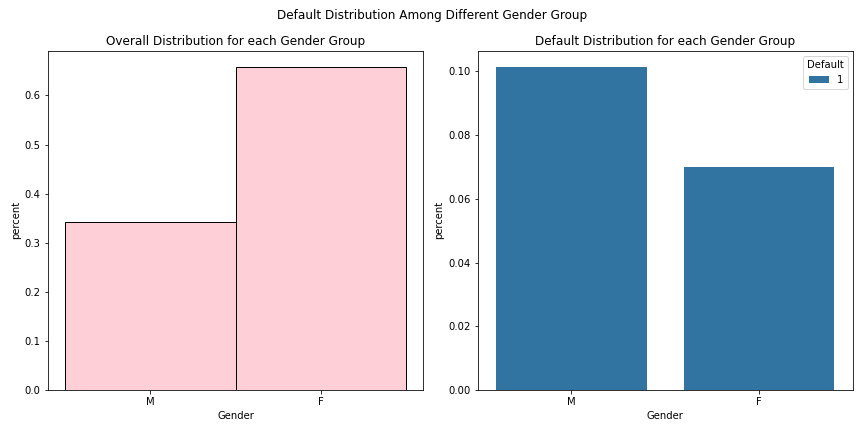 Default Distribution Among Different Gender Group
Overall Distribution for each Gender Group
percent
0.6
0.5
0.4
0.3
0.2
0.1
0.0
M
F
Gender
Default Distribution for each Gender Group
percent
0.10
0.08
0.06
0.04
0.02
0.00
Default
1
M
F
Gender